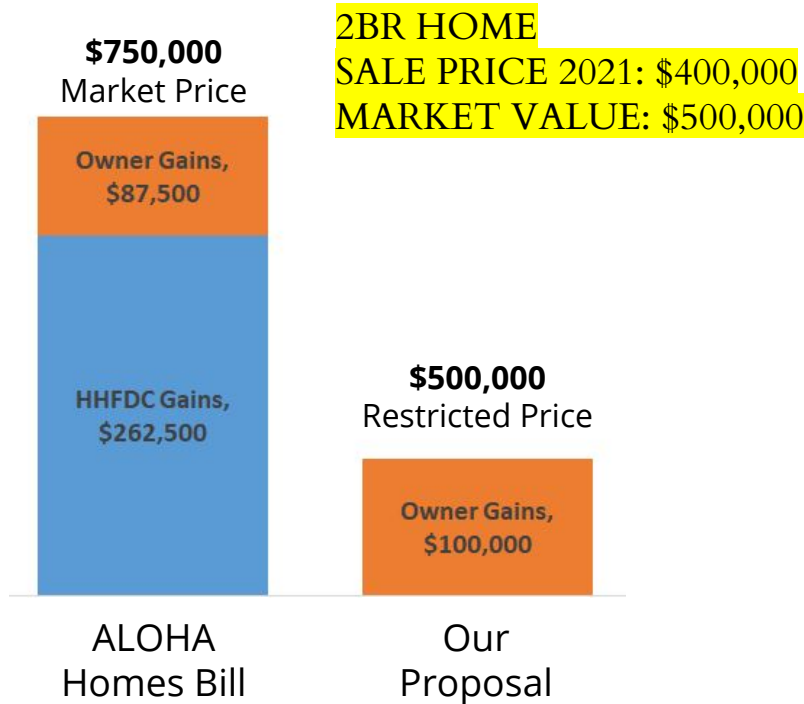 $750,000
Market Price
2BR HOME
SALE PRICE 2021: $400,000
MARKET VALUE: $500,000
Owner Gains,
$87,500
HHFDC Gains,
$262,500
$500,000
Restricted Price
Owner Gains,
$100,000
ALOHA
Homes Bill
Our
Proposal